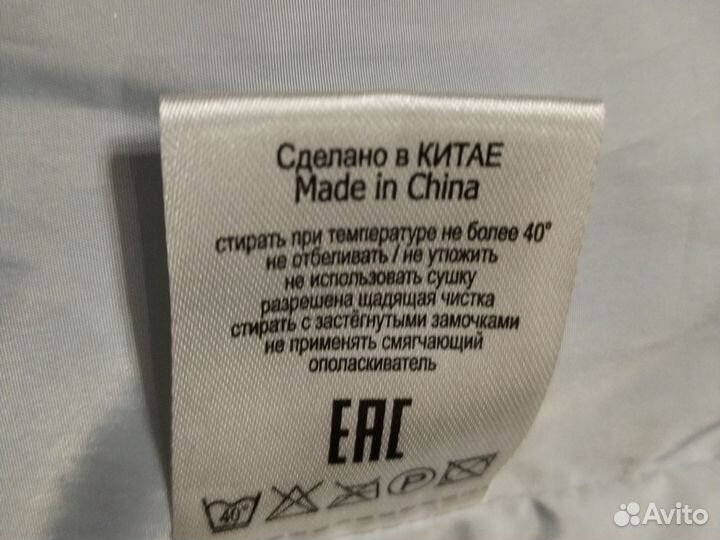 Сделано в КИТАЕ
Made in China
стирать при температуре не более 40°
не отбеливать / не утюжить
не использовать сушку
разрешена щадящая чистка
стирать с застёгнутыми замочками
не применять смягчающий
ополаскиватель
EAC
40° P
Avito